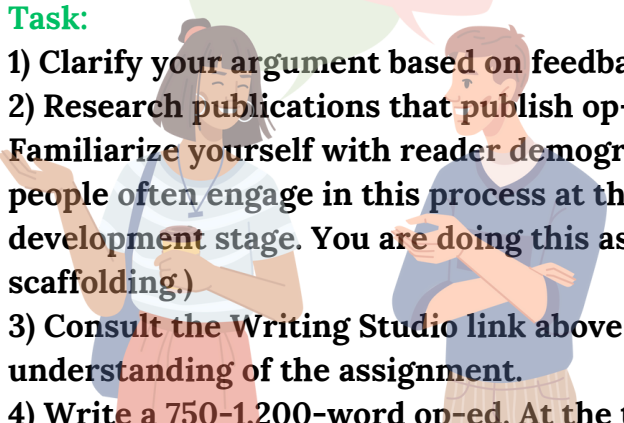 Task:
1) Clarify your argument based on feedba
2) Research publications that publish op-
Familiarize yourself with reader demogr
people often engage in this process at th
development stage. You are doing this as
scaffolding.)
3) Consult the Writing Studio link above
understanding of the assignment.
4) Write a 750-1,200-word op-ed. At the t